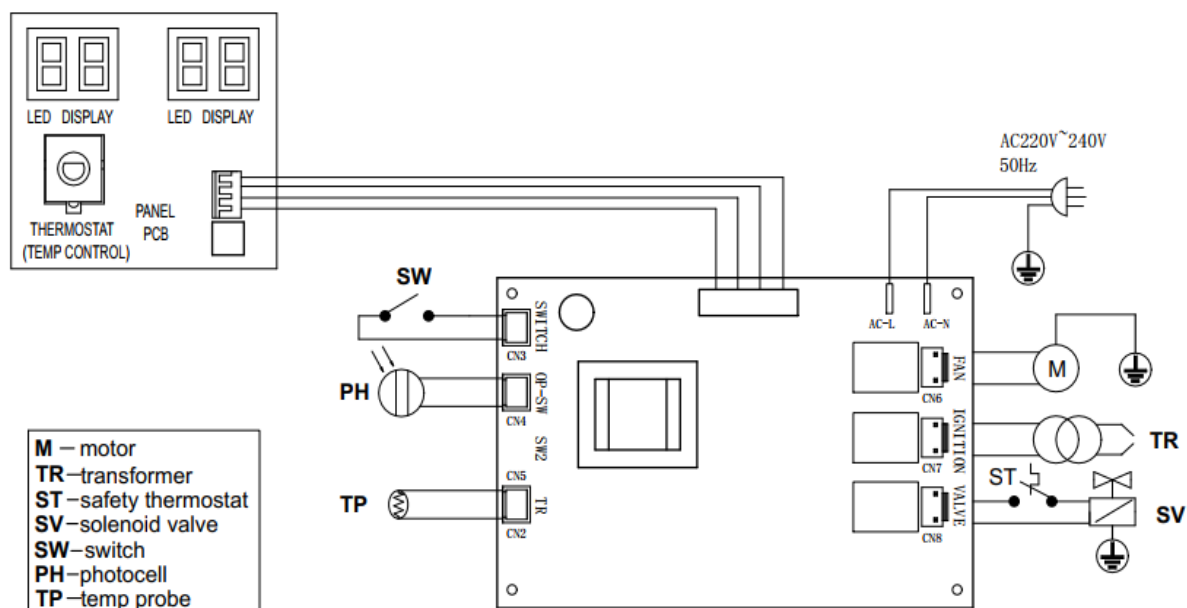 LED DISPLAY
LED DISPLAY
THERMOSTAT
(TEMP CONTROL)
PANEL
PCB
AC220V~240V
50Hz
SW
SWITCH
CN3
AC-L
AC-N
PH
OP-SW
CN4
FAN
CN6
M
SW2
CN5
IGNITION
CN7
TR
TP
TR
CN2
ST
VALVE
CN8
SV
M – motor
TR–transformer
ST–safety thermostat
SV–solenoid valve
SW–switch
PH–photocell
TP–temp probe